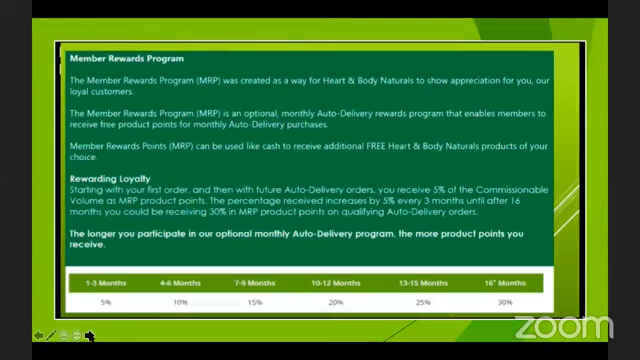 Member Rewards Program
The Member Rewards Program (MRP) was created as a way for Heart & Body Naturals to show appreciation for you, our
loyal customers.
The Member Rewards Program (MRP) is an optional, monthly Auto-Delivery rewards program that enables members to
receive free product points for monthly Auto-Delivery purchases.
Member Rewards Points (MRP) can be used like cash to receive additional FREE Heart & Body Naturals products of your
choice.
Rewarding Loyalty
Starting with your first order, and then with future Auto-Delivery orders, you receive 5% of the Commissionable
Volume as MRP product points. The percentage received increases by 5% every 3 months until after 16
months you could be receiving 30% in MRP product points on qualifying Auto-Delivery orders.
The longer you participate in our optional monthly Auto-Delivery program, the more product points you
receive.
1-3 Months 4-6 Months 7-9 Months 10-12 Months 13-15 Months 16+ Months
5% 10% 15% 20% 25% 30%
zoom